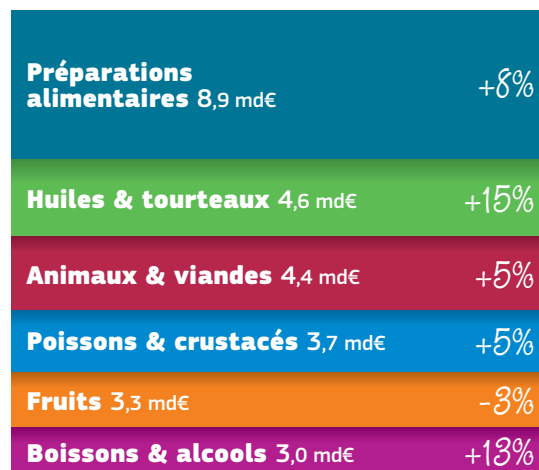 Préparations
alimentaires 8,9 md€ +8%
Huiles & tourteaux 4,6 md€ +15%
Animaux & viandes 4,4 md€ +5%
Poissons & crustacés 3,7 md€ +5%
Fruits 3,3 md€ -3%
Boissons & alcools 3,0 md€ +13%